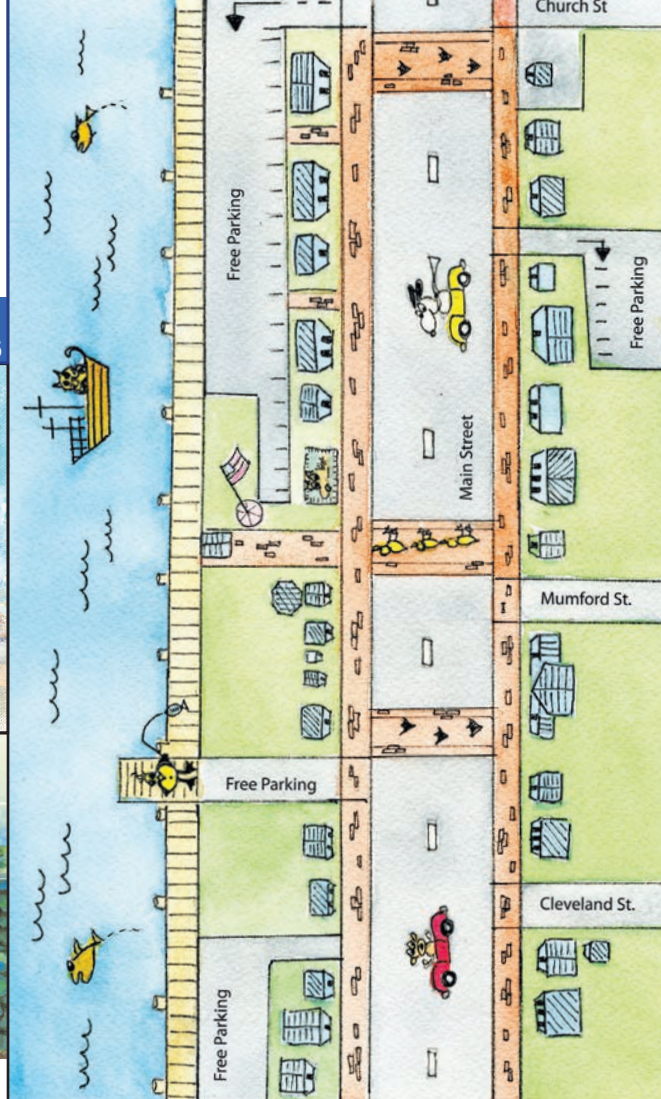 Church St
Free Parking
Free Parking
Main Street
Mumford St.
Free Parking
Cleveland St.
Free Parking